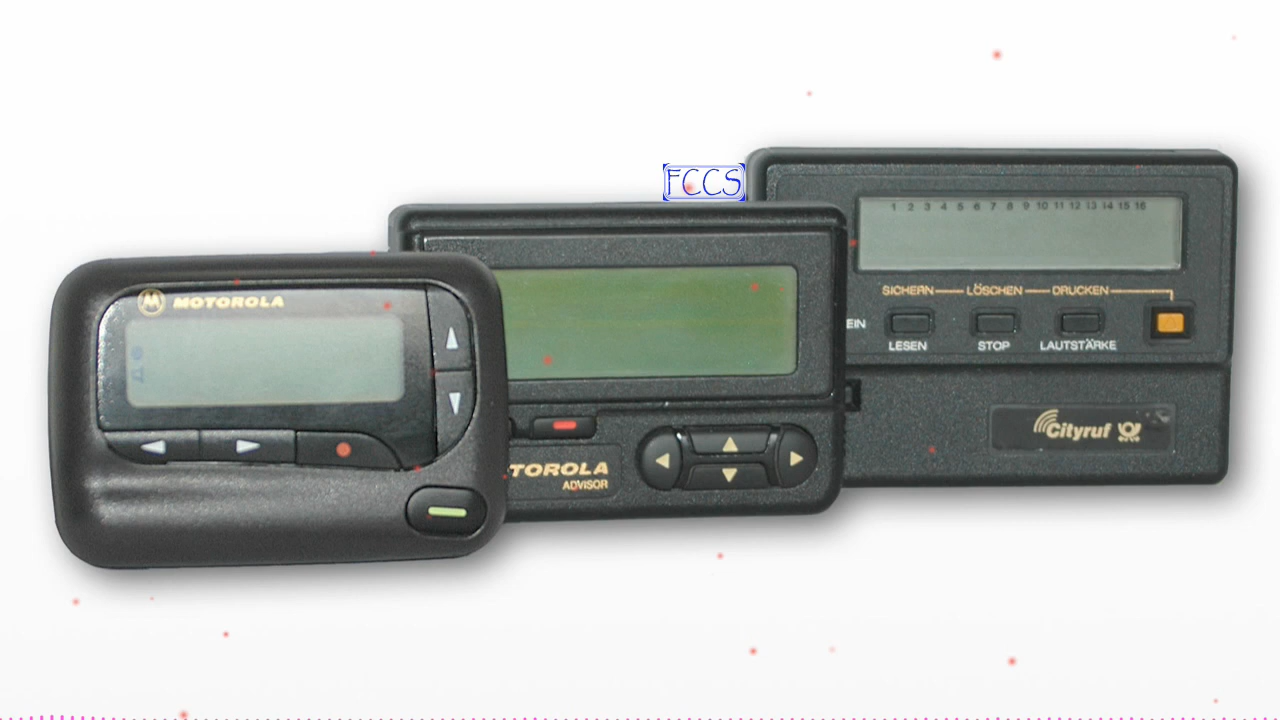 FCCS
1 2 3 4 5 6 7 8 9 10 11 12 13 14 15 16
SICHERN LÖSCHEN DRUCKEN
EIN
LESEN STOP LAUTSTÄRKE
Cityruf
MOTOROLA
TOROLA
ADVISOR